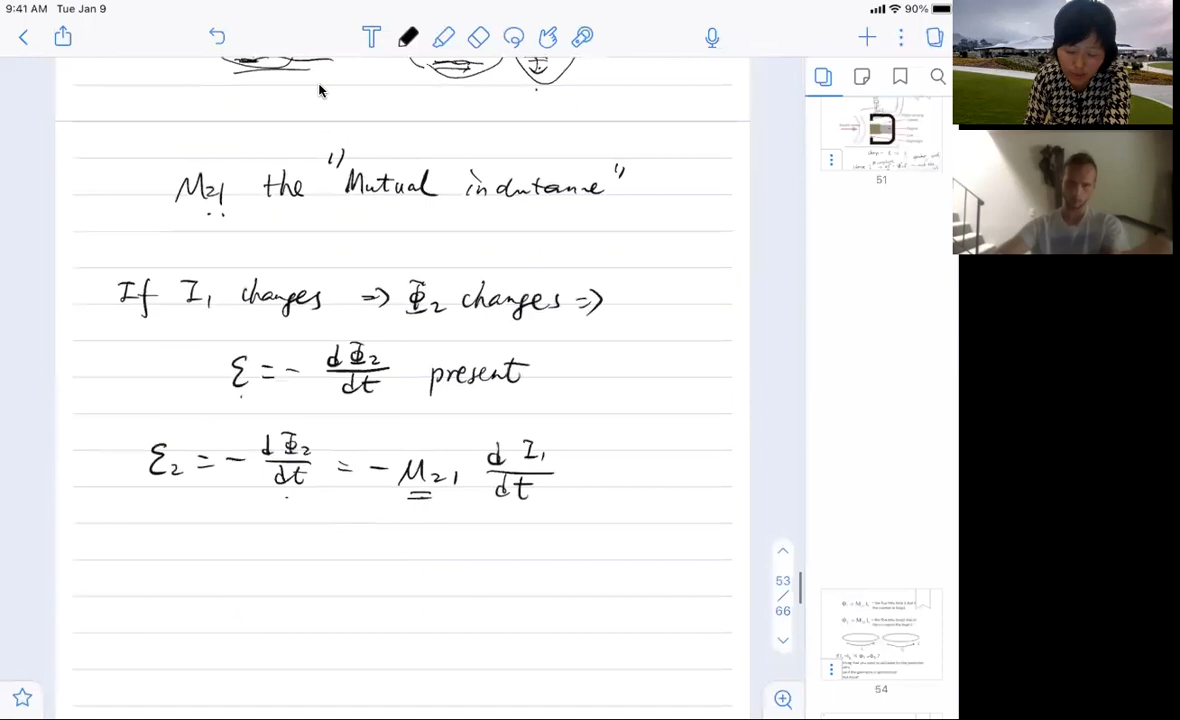 9:41 AM Tue Jan 9
90%
M21 the "Mutual indutane"
If I1 changes => Φ2 changes =>
ε = - dΦ2/dt present
ε2 = - dΦ2/dt = - M21 dI1/dt
51
53
/
66
54